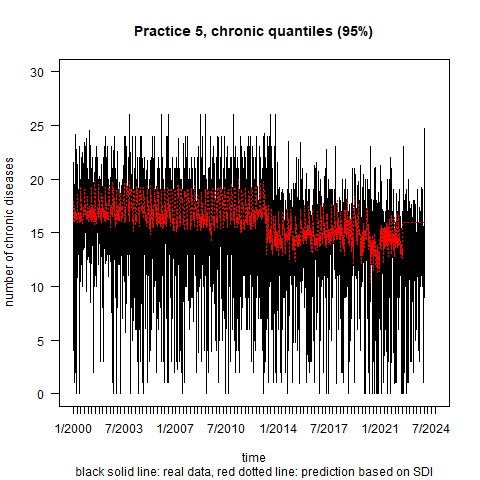 Practice 5, chronic quantiles (95%)
number of chronic diseases
30
25
20
15
10
5
0
1/2000 7/2003 1/2007 7/2010 1/2014 7/2017 1/2021 7/2024
time
black solid line: real data, red dotted line: prediction based on SDI